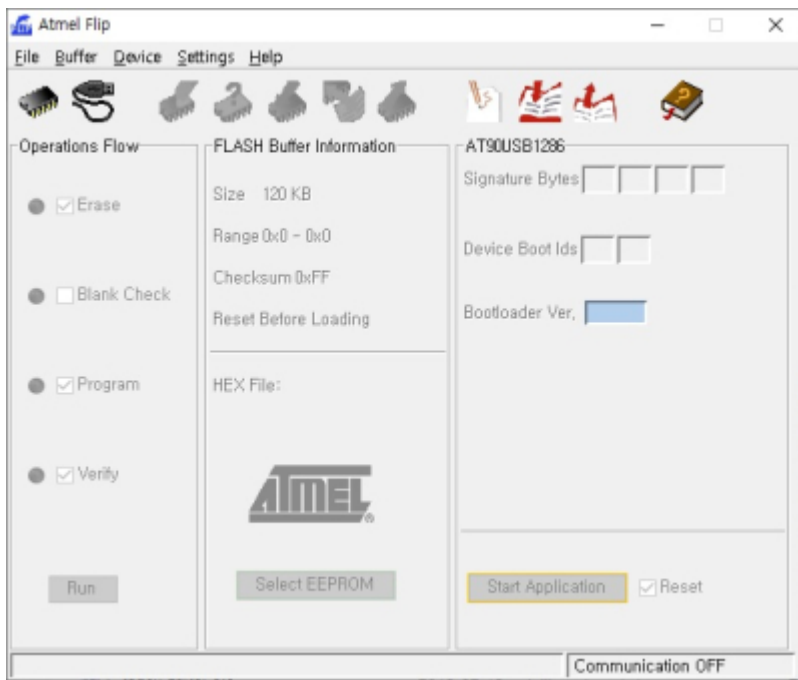 Atmel Flip
File Buffer Device Settings Help
Operations Flow
Erase
Blank Check
Program
Verify
Run
FLASH Buffer Information
Size 120 KB
Range 0x0 - 0x0
Checksum 0xFF
Reset Before Loading
HEX File:
ATMEL
Select EEPROM
AT90USB1286
Signature Bytes
Device Boot Ids
Bootloader Ver,
Start Application
Reset
Communication OFF